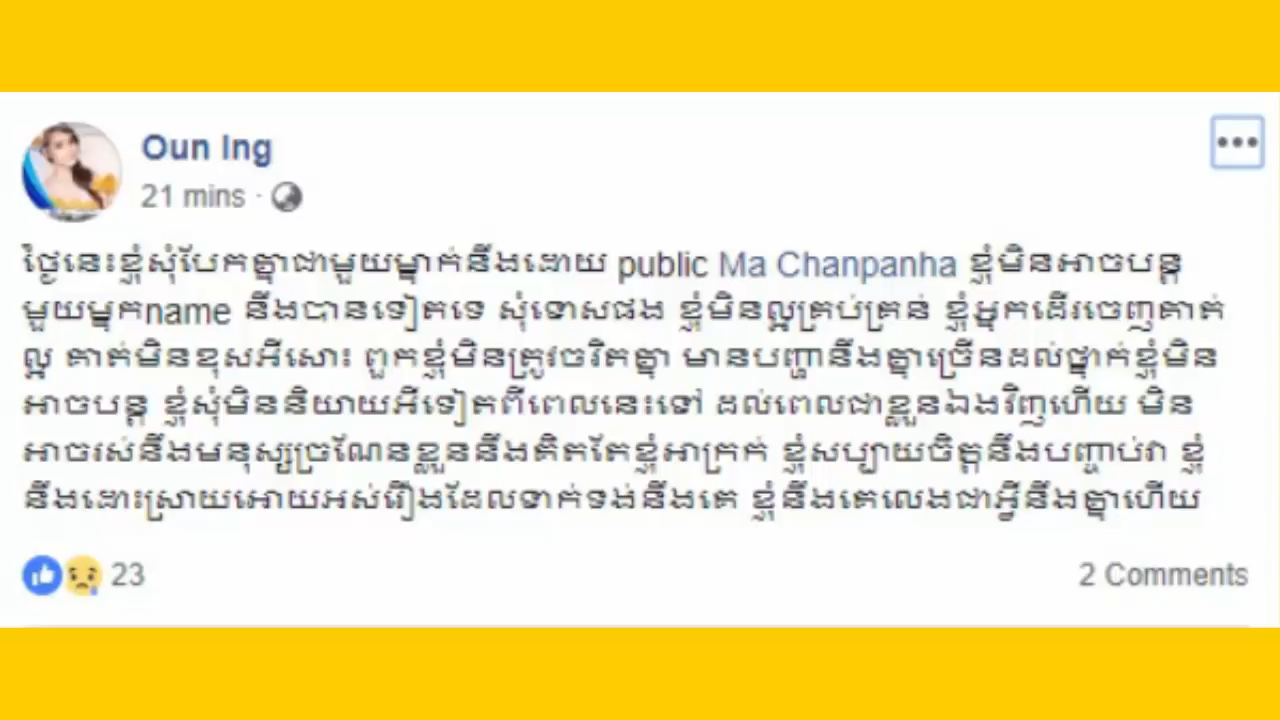 Oun Ing
21 mins ·
ថ្ងៃនេះខ្ញុំសុំបែកគ្នាជាមួយម្នាក់នឹងដោយ public Ma Chanpanha ខ្ញុំមិនអាចបន្ត
មួយម្នកname នឹងបានទៀតទេ សុំទោសផង ខ្ញុំមិនល្អគ្រប់គ្រន់ ខ្ញុំអ្នកដើរចេញគាត់
ល្អ គាត់មិនខុសអីសោះ ពួកខ្ញុំមិនត្រូវចរិតគ្នា មានបញ្ហានឹងគ្នាច្រើនដល់ថ្នាក់ខ្ញុំមិន
អាចបន្ត ខ្ញុំសុំមិននិយាយអីទៀតពីពេលនេះទៅ ដល់ពេលជាខ្លួនឯងវិញហើយ មិន
អាចរស់នឹងមនុស្សច្រណែនខ្លួននឹងគិតតែខ្ញុំអាក្រក់ ខ្ញុំសប្បាយចិត្តនឹងបញ្ចាប់វា ខ្ញុំ
នឹងដោះស្រាយអោយអស់រឿងដែលទាក់ទង់នឹងគេ ខ្ញុំនឹងគេលេងជាអ្វីនឹងគ្នាហើយ
23
2 Comments